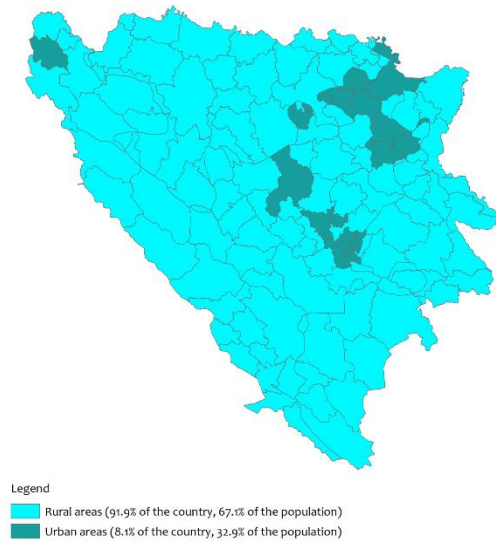 Legend
Rural areas (91.9% of the country, 67.1% of the population)
Urban areas (8.1% of the country, 32.9% of the population)